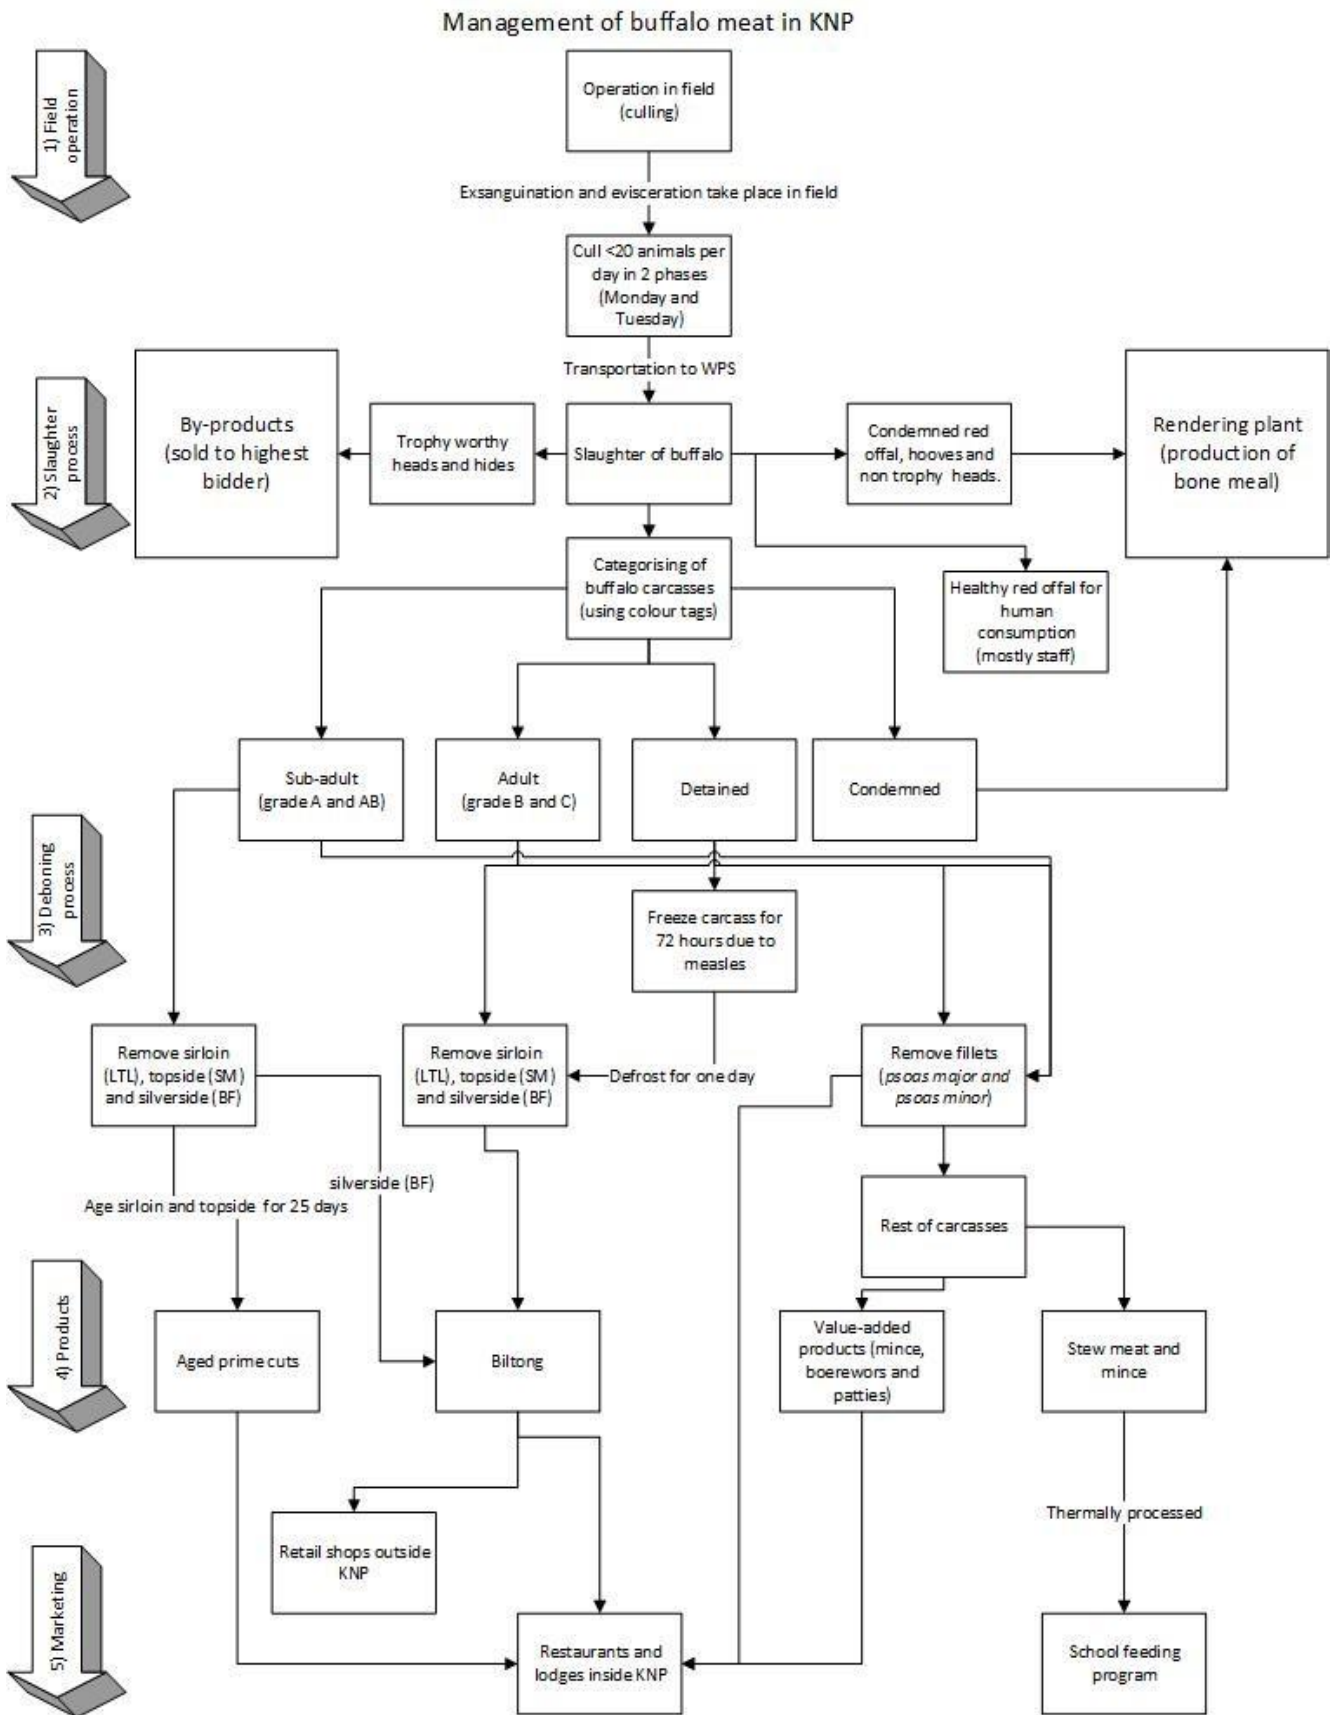 Management of buffalo meat in KNP
1) Field
operation
Operation in field
(culling)
Exsanguination and evisceration take place in field
Cull <20 animals per
day in 2 phases
(Monday and
Tuesday)
Transportation to WPS
2) Slaughter
process
By-products
(sold to highest
bidder)
Trophy worthy
heads and hides
Slaughter of buffalo
Condemned red
offal, hooves and
non trophy heads.
Rendering plant
(production of
bone meal)
Categorising of
buffalo carcasses
(using colour tags)
Healthy red offal for
human
consumption
(mostly staff)
Sub-adult
(grade A and AB)
Adult
(grade B and C)
Detained
Condemned
3) Deboning
process
Freeze carcass for
72 hours due to
measles
Remove sirloin
(LTL), topside (SM)
and silverside (BF)
Remove sirloin
(LTL), topside (SM)
and silverside (BF)
Defrost for one day
Remove fillets
(psoas major and
psoas minor)
silverside (BF)
Age sirloin and topside for 25 days
Rest of carcasses
4) Products
Aged prime cuts
Biltong
Value-added
products (mince,
boerewors and
patties)
Stew meat and
mince
Thermally processed
Retail shops outside
KNP
5) Marketing
Restaurants and
lodges inside KNP
School feeding
program